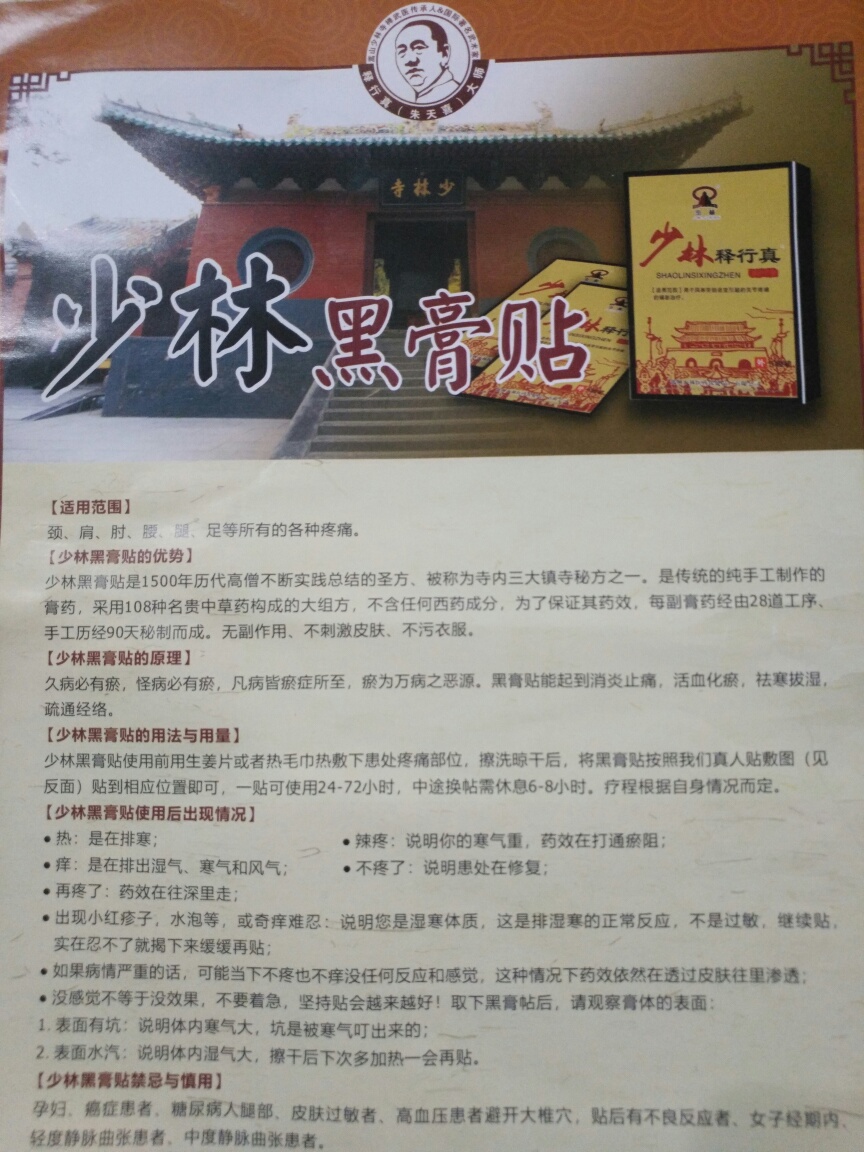 嵩山少林寺禅武医传承人&国际著名武术家
释行真（朱天喜）大师
少林寺
少林释行真
SHAOLINSIXINGZHEN
少林黑膏贴
【适用范围】
颈、肩、肘、腰、腿、足等所有的各种疼痛。
【少林黑膏贴的优势】
少林黑膏贴是1500年历代高僧不断实践总结的圣方、被称为寺内三大镇寺秘方之一。是传统的纯手工制作的
膏药，采用108种名贵中草药构成的大组方，不含任何西药成分，为了保证其药效，每副膏药经由28道工序、
手工历经90天秘制而成。无副作用、不刺激皮肤、不污衣服。
【少林黑膏贴的原理】
久病必有瘀，怪病必有瘀，凡病皆瘀症所至，瘀为万病之恶源。黑膏贴能起到消炎止痛，活血化瘀，祛寒拔湿，
疏通经络。
【少林黑膏贴的用法与用量】
少林黑膏贴使用前用生姜片或者热毛巾热敷下患处疼痛部位，擦洗晾干后，将黑膏贴按照我们真人贴敷图（见
反面）贴到相应位置即可，一贴可使用24-72小时，中途换帖需休息6-8小时。疗程根据自身情况而定。
【少林黑膏贴使用后出现情况】
●热：是在排寒； ●辣疼：说明你的寒气重，药效在打通瘀阻；
●痒：是在排出湿气、寒气和风气； ●不疼了：说明患处在修复；
●再疼了：药效在往深里走；
●出现小红疹子，水泡等，或奇痒难忍：说明您是湿寒体质，这是排湿寒的正常反应，不是过敏，继续贴，
实在忍不了就揭下来缓缓再贴；
●如果病情严重的话，可能当下不疼也不痒没任何反应和感觉，这种情况下药效依然在透过皮肤往里渗透；
●没感觉不等于没效果，不要着急，坚持贴会越来越好！取下黑膏帖后，请观察膏体的表面：
1. 表面有坑：说明体内寒气大，坑是被寒气叮出来的；
2. 表面水汽：说明体内湿气大，擦干后下次多加热一会再贴。
【少林黑膏贴禁忌与慎用】
孕妇、癌症患者、糖尿病人腿部、皮肤过敏者、高血压患者避开大椎穴，贴后有不良反应者、女子经期内、
轻度静脉曲张患者、中度静脉曲张患者。